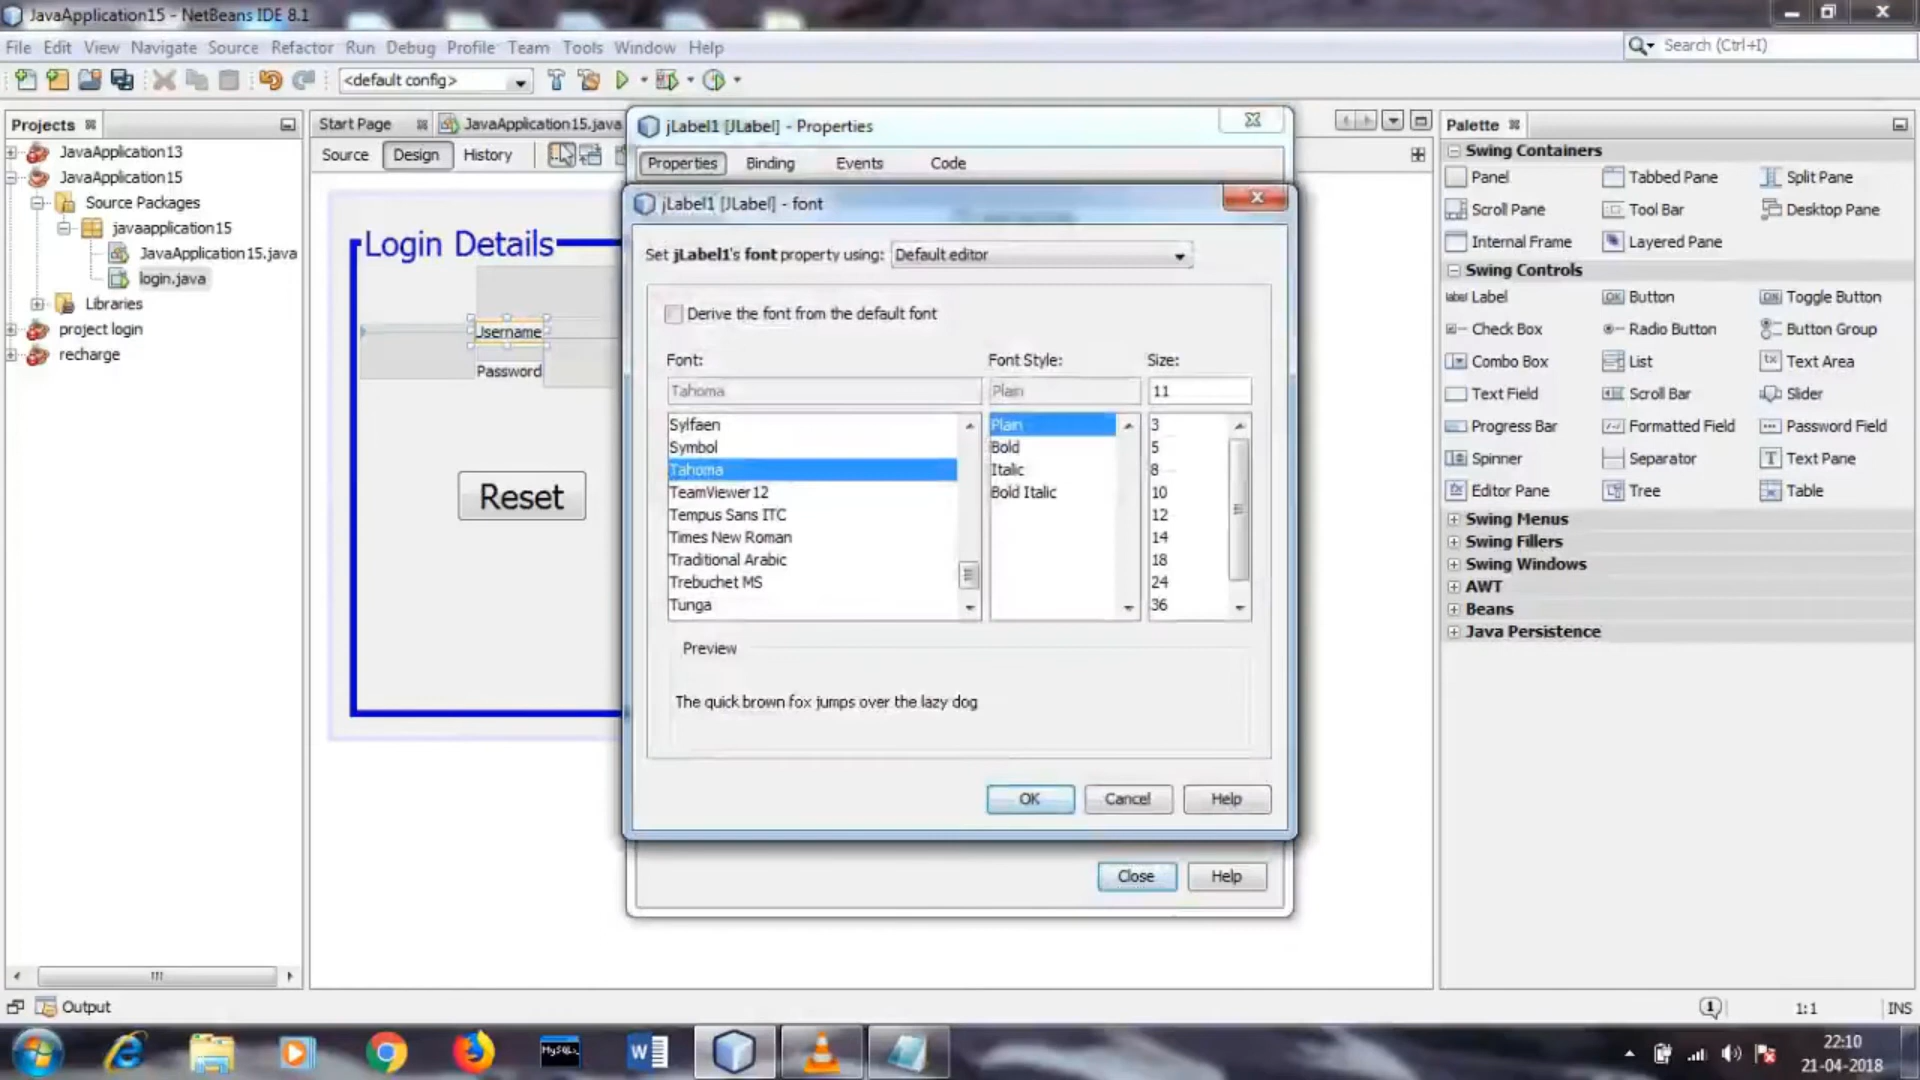 JavaApplication15 - NetBeans IDE 8.1
File Edit View Navigate Source Refactor Run Debug Profile Team Tools Window Help
Search (Ctrl+I)
<default config>
Projects
JavaApplication13
JavaApplication15
Source Packages
javaapplication15
JavaApplication15.java
login.java
Libraries
project login
recharge
Start Page JavaApplication15.java
Source Design History
Login Details
Username
Password
Reset
jLabel1 [JLabel] - Properties
Properties Binding Events Code
jLabel1 [JLabel] - font
Set jLabel1's font property using: Default editor
Derive the font from the default font
Font: Font Style: Size:
Tahoma Plain 11
Sylfaen Plain 3
Symbol Bold 5
Tahoma Italic 8
TeamViewer12 Bold Italic 10
Tempus Sans ITC 12
Times New Roman 14
Traditional Arabic 18
Trebuchet MS 24
Tunga 36
Preview
The quick brown fox jumps over the lazy dog
OK Cancel Help
Close Help
Palette
Swing Containers
Panel Tabbed Pane Split Pane
Scroll Pane Tool Bar Desktop Pane
Internal Frame Layered Pane
Swing Controls
label Label OK Button OK Toggle Button
Check Box Radio Button Button Group
Combo Box List Text Area
Text Field Scroll Bar Slider
Progress Bar Formatted Field Password Field
Spinner Separator Text Pane
Editor Pane Tree Table
Swing Menus
Swing Fillers
Swing Windows
AWT
Beans
Java Persistence
Output
1:1 INS
22:10
21-04-2018